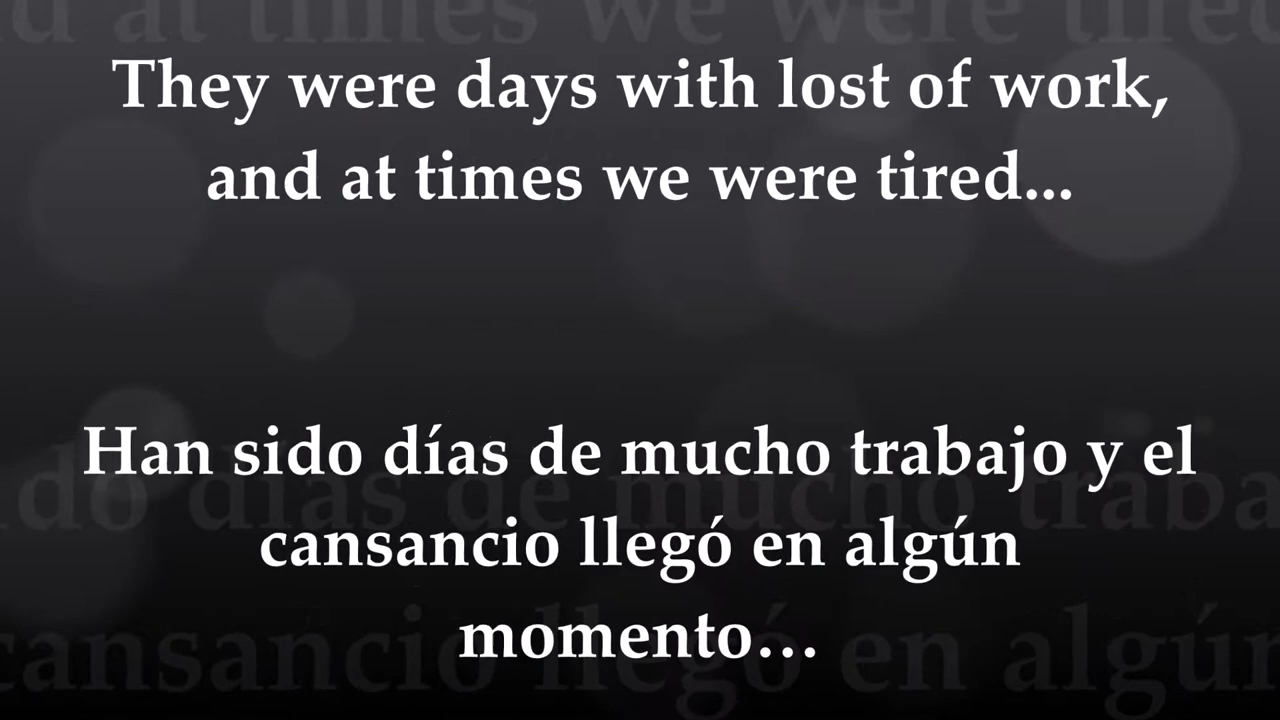 They were days with lost of work,
and at times we were tired...
Han sido días de mucho trabajo y el
cansancio llegó en algún
momento…